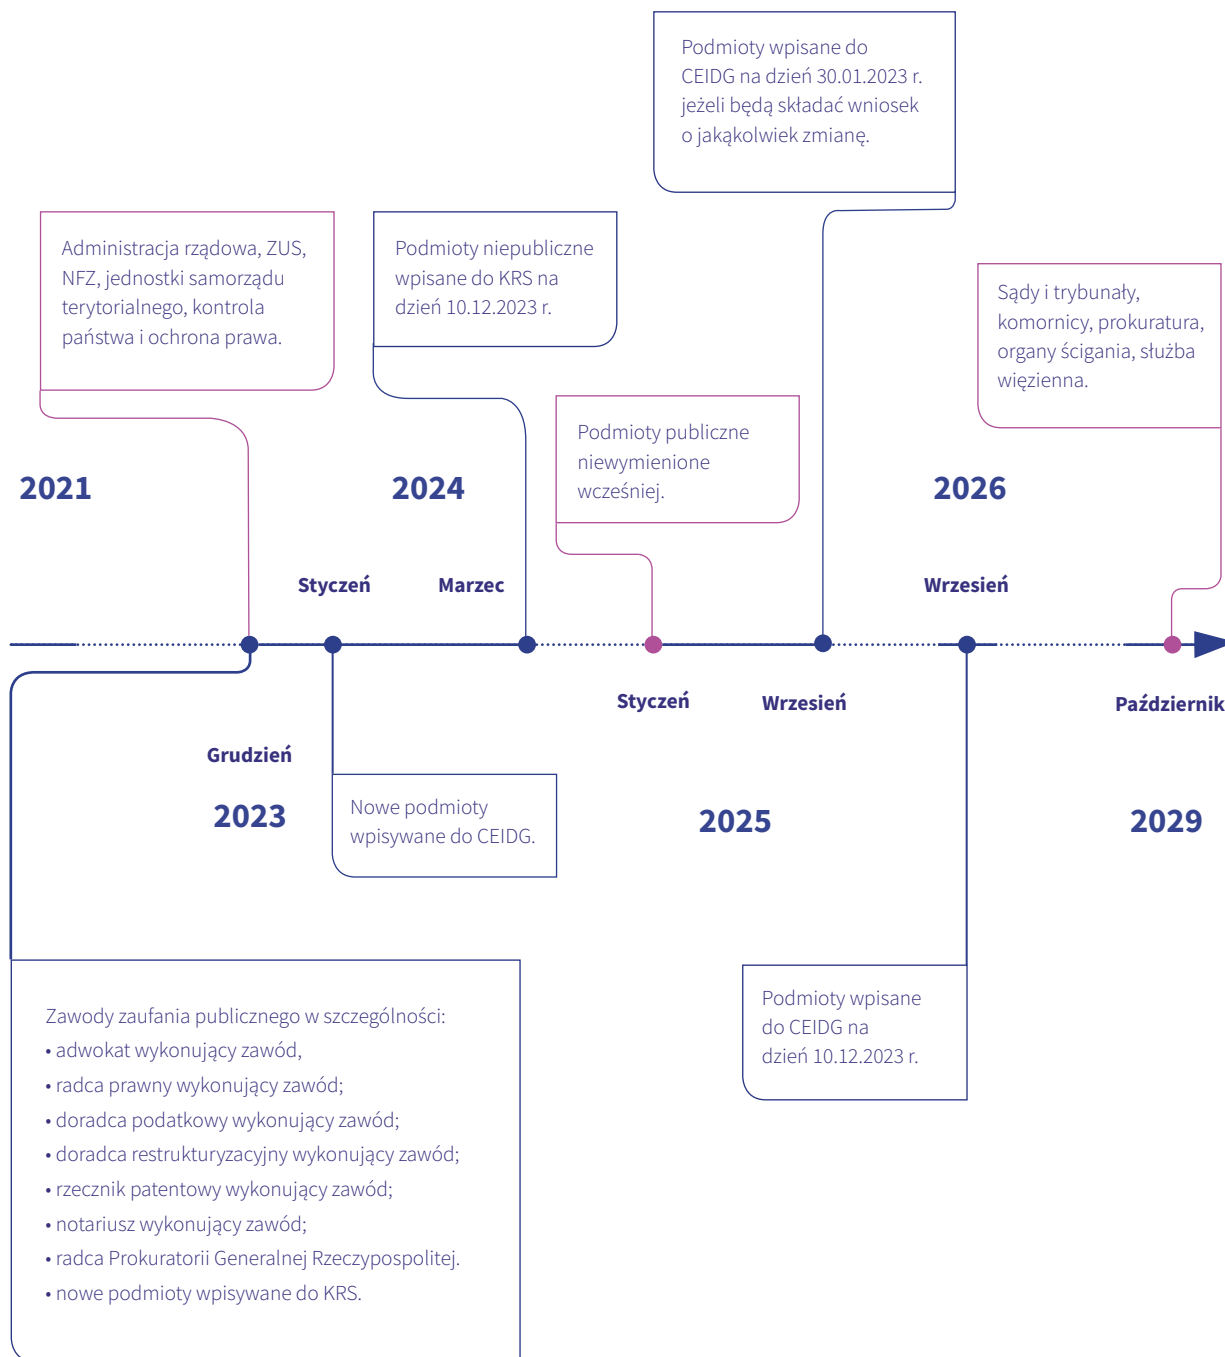 Podmioty wpisane do
CEIDG na dzień 30.01.2023 r.
jeżeli będą składać wniosek
o jakąkolwiek zmianę.
Administracja rządowa, ZUS,
NFZ, jednostki samorządu
terytorialnego, kontrola
państwa i ochrona prawa.
Podmioty niepubliczne
wpisane do KRS na
dzień 10.12.2023 r.
Sądy i trybunały,
komornicy, prokuratura,
organy ścigania, służba
więzienna.
Podmioty publiczne
niewymienione
wcześniej.
2021
2024
2026
Styczeń
Marzec
Wrzesień
Styczeń
Wrzesień
Październik
Grudzień
2023
2025
2029
Nowe podmioty
wpisywane do CEIDG.
Podmioty wpisane
do CEIDG na
dzień 10.12.2023 r.
Zawody zaufania publicznego w szczególności:
• adwokat wykonujący zawód,
• radca prawny wykonujący zawód;
• doradca podatkowy wykonujący zawód;
• doradca restrukturyzacyjny wykonujący zawód;
• rzecznik patentowy wykonujący zawód;
• notariusz wykonujący zawód;
• radca Prokuratorii Generalnej Rzeczypospolitej.
• nowe podmioty wpisywane do KRS.